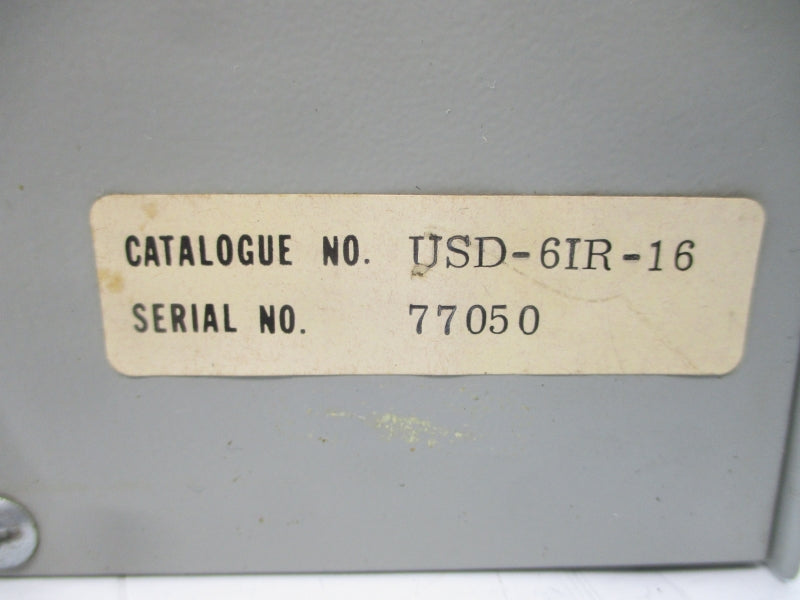 CATALOGUE NO. USD-6IR-16
SERIAL NO. 77050